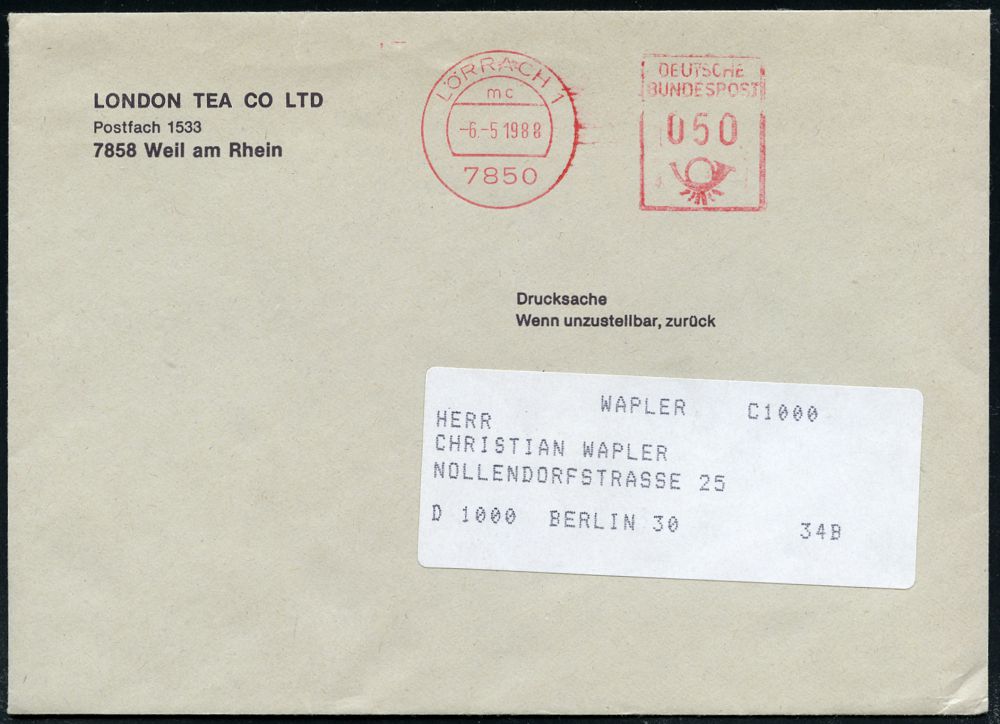 LONDON TEA CO LTD
Postfach 1533
7858 Weil am Rhein
LÖRRACH 1
mc
-6.-5 1988
7850
DEUTSCHE
BUNDESPOST
050
Drucksache
Wenn unzustellbar, zurück
WAPLER C1000
HERR
CHRISTIAN WAPLER
NOLLENDORFSTRASSE 25
D 1000 BERLIN 30 34B